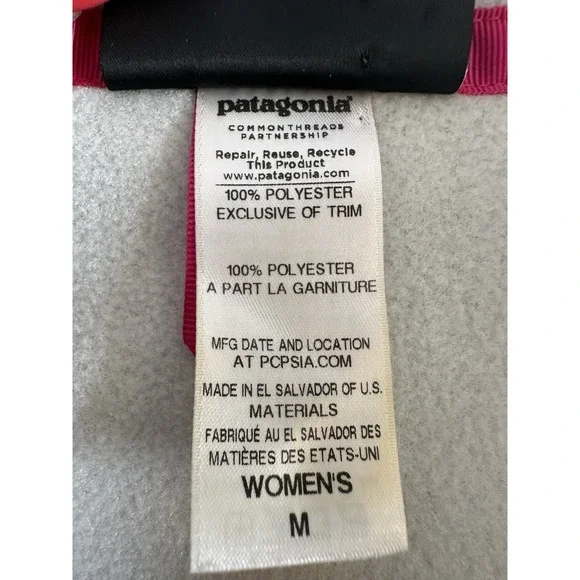 patagonia®
COMMON THREADS
PARTNERSHIP
Repair, Reuse, Recycle
This Product
www.patagonia.com
100% POLYESTER
EXCLUSIVE OF TRIM
100% POLYESTER
A PART LA GARNITURE
MFG DATE AND LOCATION
AT PCPSIA.COM
MADE IN EL SALVADOR OF U.S.
MATERIALS
FABRIQUÉ AU EL SALVADOR DES
MATIÈRES DES ETATS-UNI
WOMEN'S
M